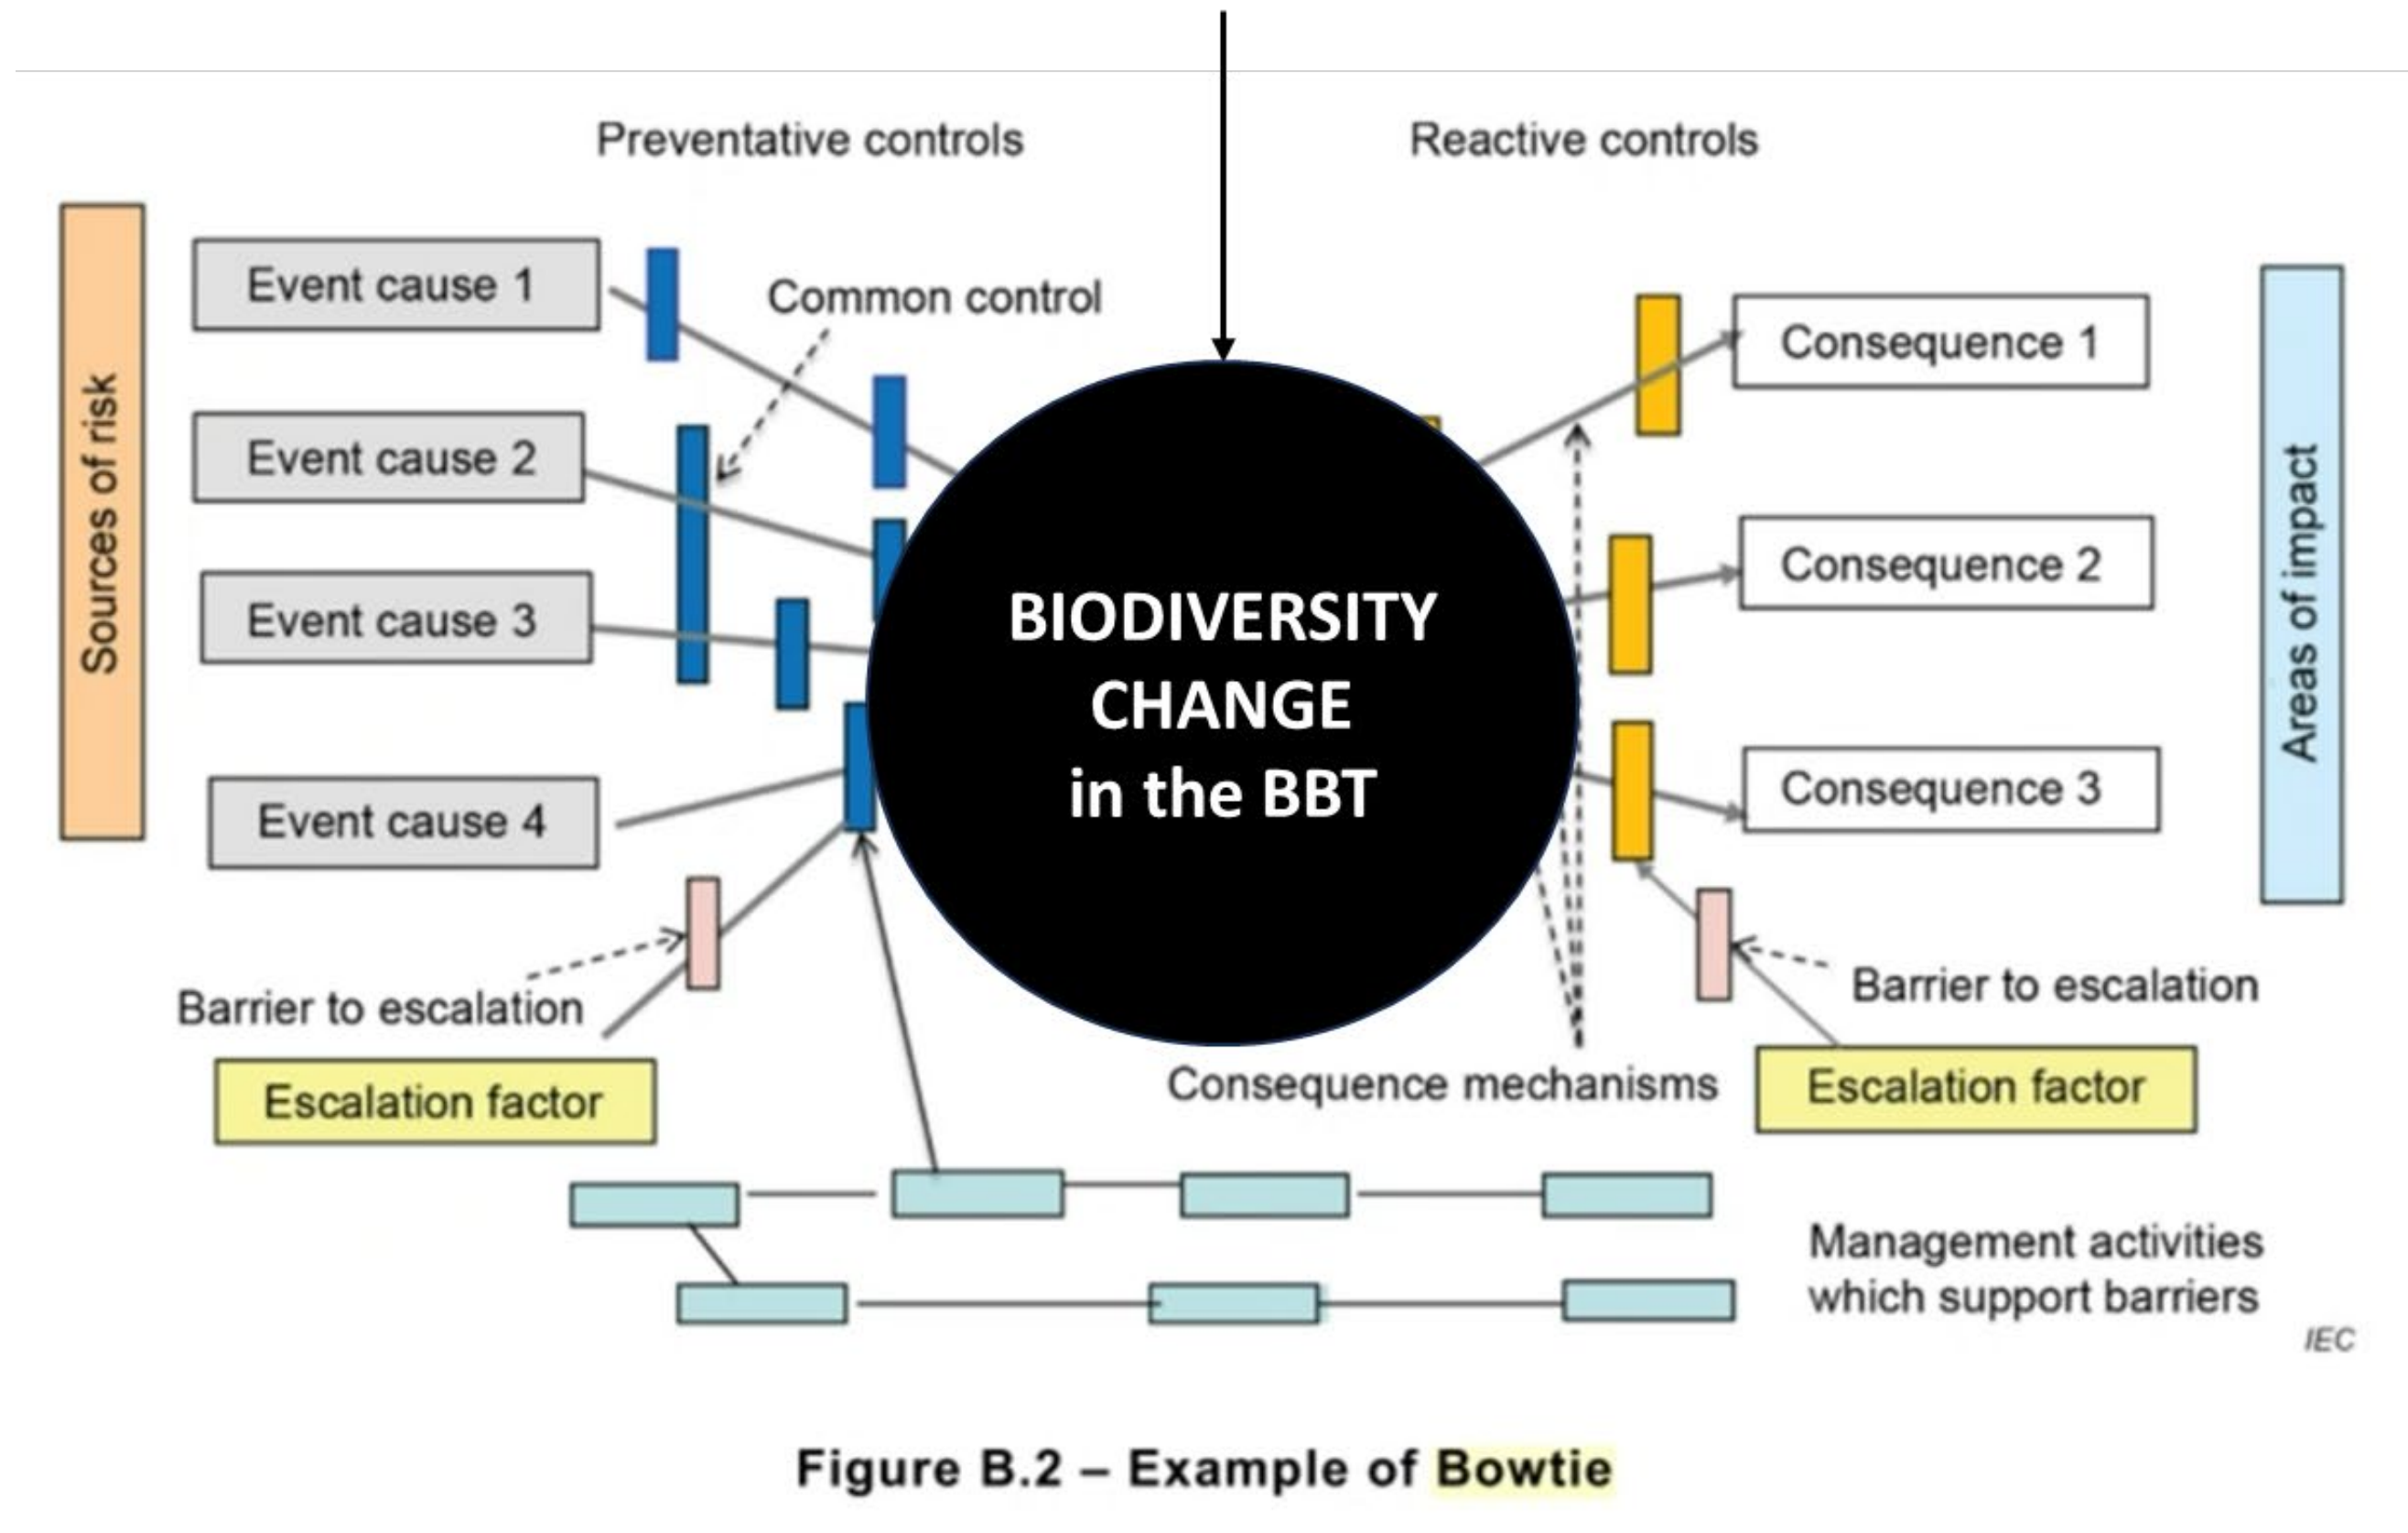 Preventative controls
Reactive controls
Sources of risk
Event cause 1
Common control
Event cause 2
Event cause 3
Event cause 4
BIODIVERSITY
CHANGE
in the BBT
Consequence 1
Consequence 2
Consequence 3
Areas of impact
Barrier to escalation
Escalation factor
Consequence mechanisms
Barrier to escalation
Escalation factor
Management activities
which support barriers
IEC
Figure B.2 – Example of Bowtie